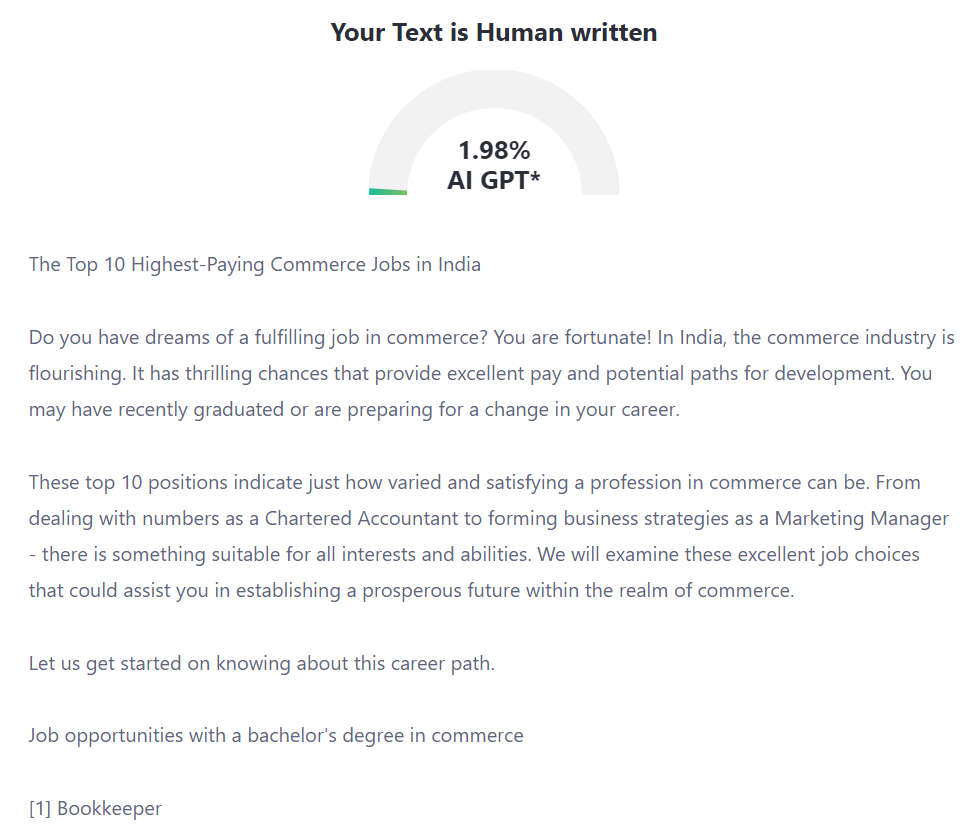 Your Text is Human written
1.98%
AI GPT*
The Top 10 Highest-Paying Commerce Jobs in India
Do you have dreams of a fulfilling job in commerce? You are fortunate! In India, the commerce industry is
flourishing. It has thrilling chances that provide excellent pay and potential paths for development. You
may have recently graduated or are preparing for a change in your career.
These top 10 positions indicate just how varied and satisfying a profession in commerce can be. From
dealing with numbers as a Chartered Accountant to forming business strategies as a Marketing Manager
- there is something suitable for all interests and abilities. We will examine these excellent job choices
that could assist you in establishing a prosperous future within the realm of commerce.
Let us get started on knowing about this career path.
Job opportunities with a bachelor's degree in commerce
[1] Bookkeeper